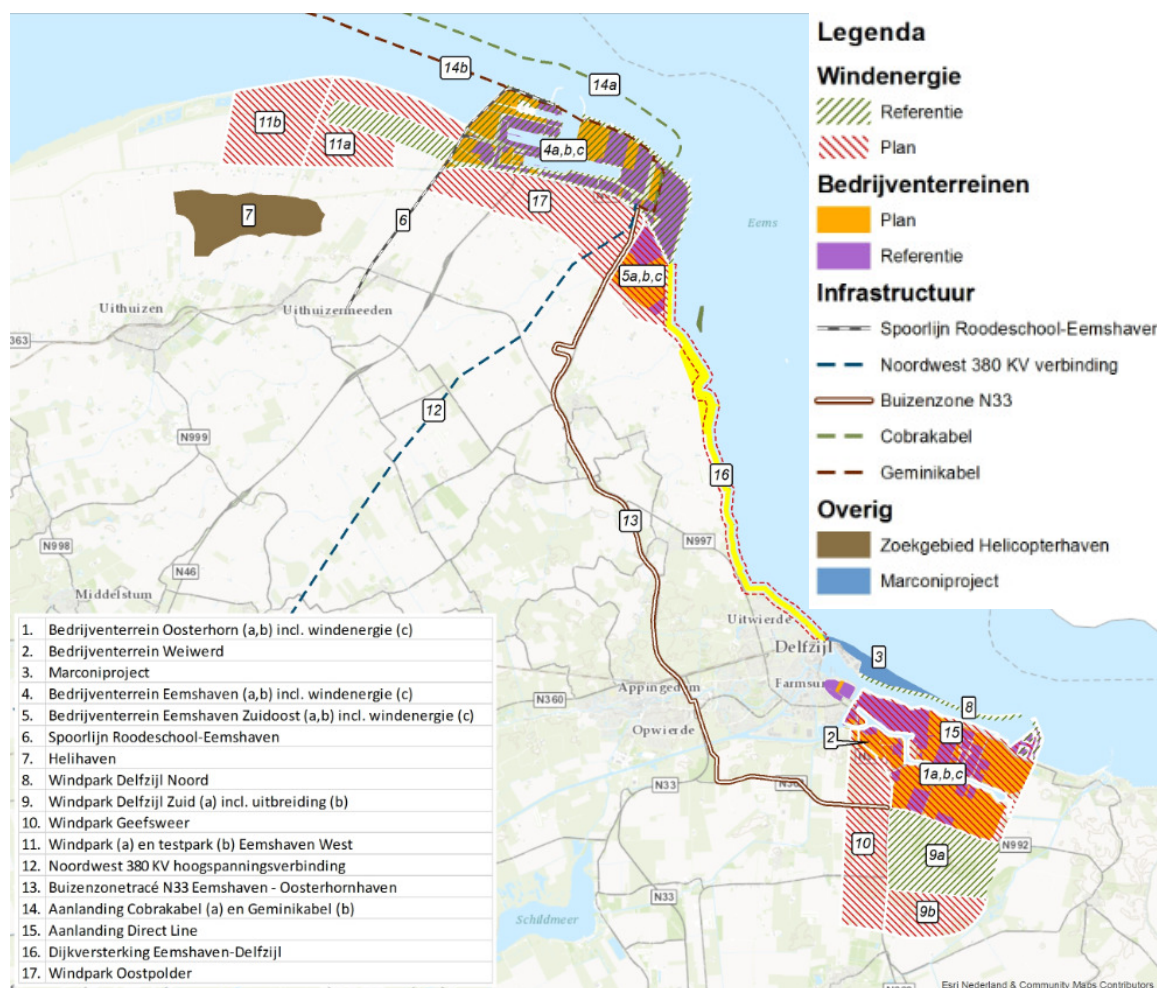 Legenda
Windenergie
Referentie
Plan
Bedrijventerreinen
Plan
Referentie
Infrastructuur
Spoorlijn Roodeschool-Eemshaven
Noordwest 380 KV verbinding
Buizenzone N33
Cobrakabel
Geminikabel
Overig
Zoekgebied Helicopterhaven
Marconiproject
14b
14a
11b
11a
4a,b,c
17
7
6
Eems
5a,b,c
Uithuizen
Uithuizermeeden
363
12
N999
16
13
N997
N998
N46
Middelstum
Uitwierde
Delfzijl
3
Farmsum
Appingedam
N360
Opwierde
8
2
15
1a,b,c
N33
10
9a
N992
N33
9b
Schildmeer
1. Bedrijventerrein Oosterhorn (a,b) incl. windenergie (c)
2. Bedrijventerrein Weiwerd
3. Marconiproject
4. Bedrijventerrein Eemshaven (a,b) incl. windenergie (c)
5. Bedrijventerrein Eemshaven Zuidoost (a,b) incl. windenergie (c)
6. Spoorlijn Roodeschool-Eemshaven
7. Helihaven
8. Windpark Delfzijl Noord
9. Windpark Delfzijl Zuid (a) incl. uitbreiding (b)
10. Windpark Geefsweer
11. Windpark (a) en testpark (b) Eemshaven West
12. Noordwest 380 KV hoogspanningsverbinding
13. Buizenzonetracé N33 Eemshaven - Oosterhornhaven
14. Aanlanding Cobrakabel (a) en Geminikabel (b)
15. Aanlanding Direct Line
16. Dijkversterking Eemshaven-Delfzijl
17. Windpark Oostpolder
Esri Nederland & Community Maps Contributors